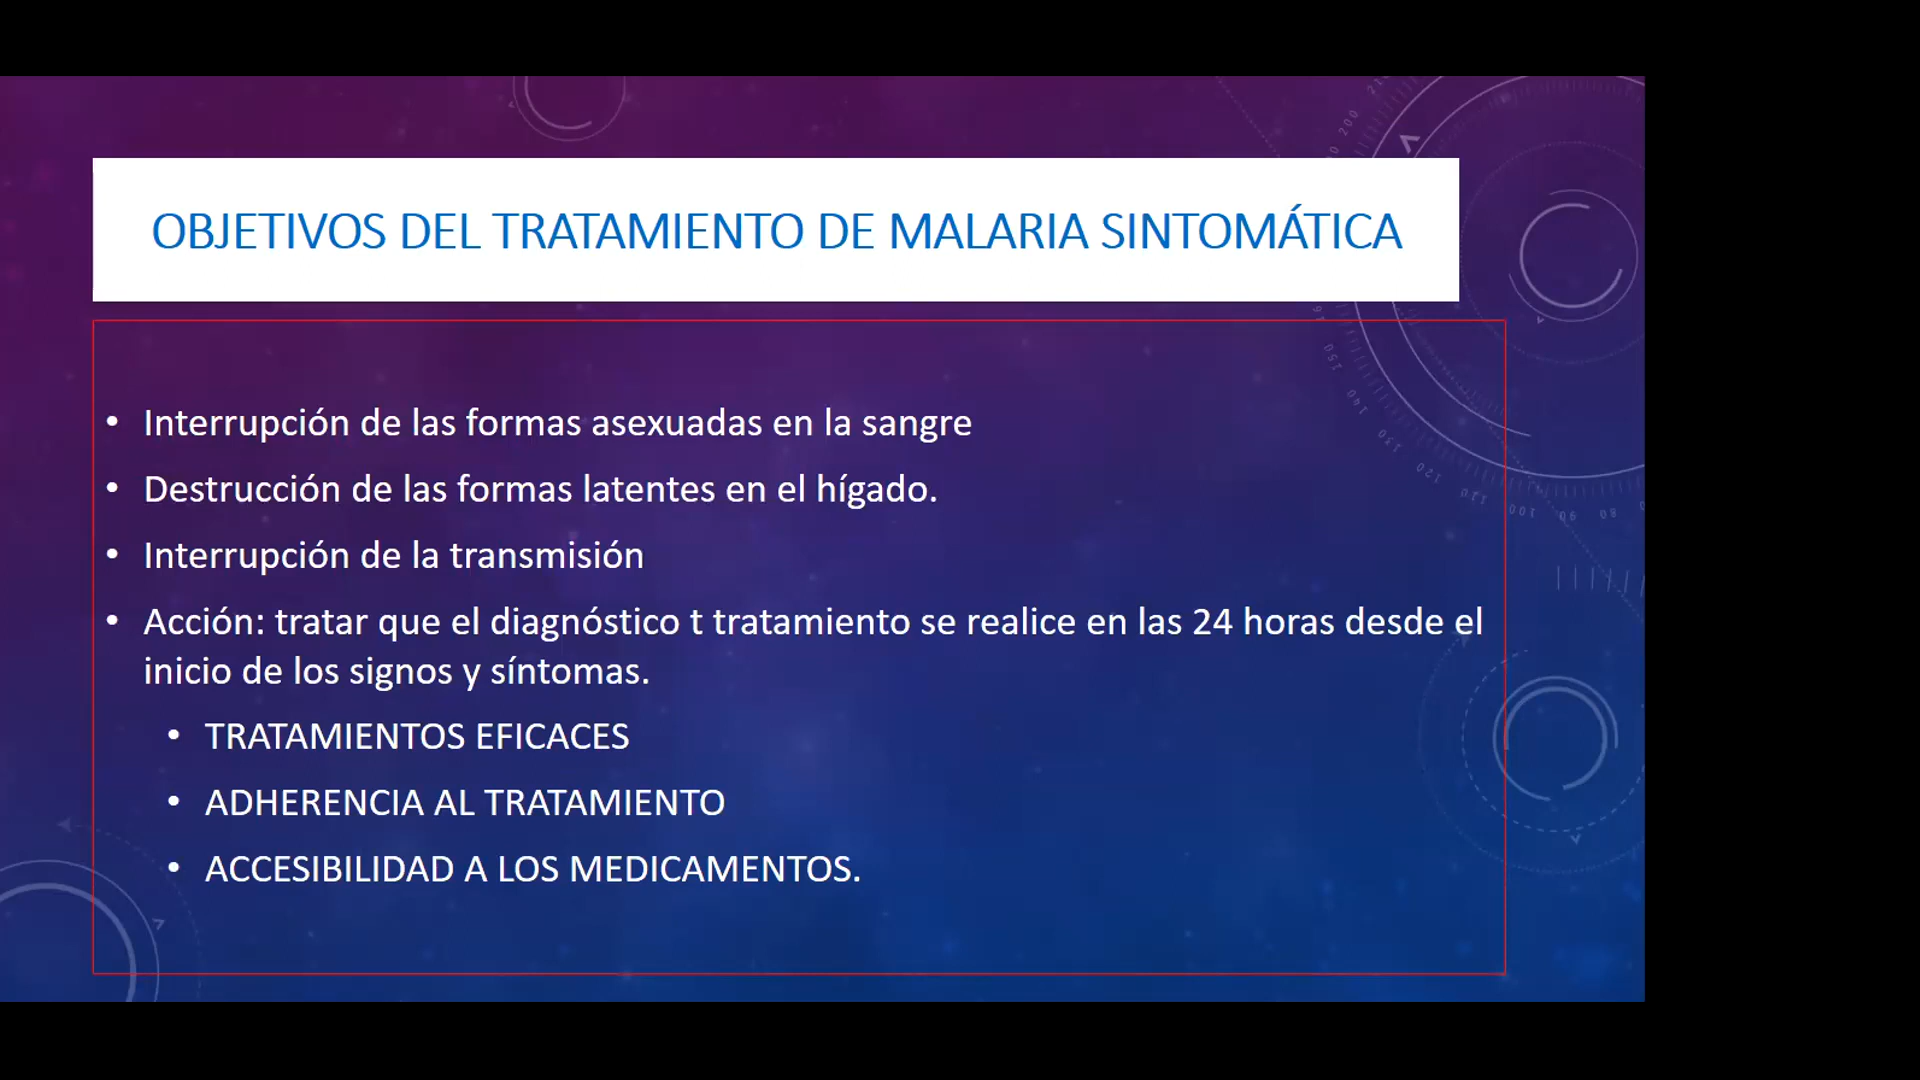 OBJETIVOS DEL TRATAMIENTO DE MALARIA SINTOMÁTICA
• Interrupción de las formas asexuadas en la sangre
• Destrucción de las formas latentes en el hígado.
• Interrupción de la transmisión
• Acción: tratar que el diagnóstico t tratamiento se realice en las 24 horas desde el
inicio de los signos y síntomas.
• TRATAMIENTOS EFICACES
• ADHERENCIA AL TRATAMIENTO
• ACCESIBILIDAD A LOS MEDICAMENTOS.